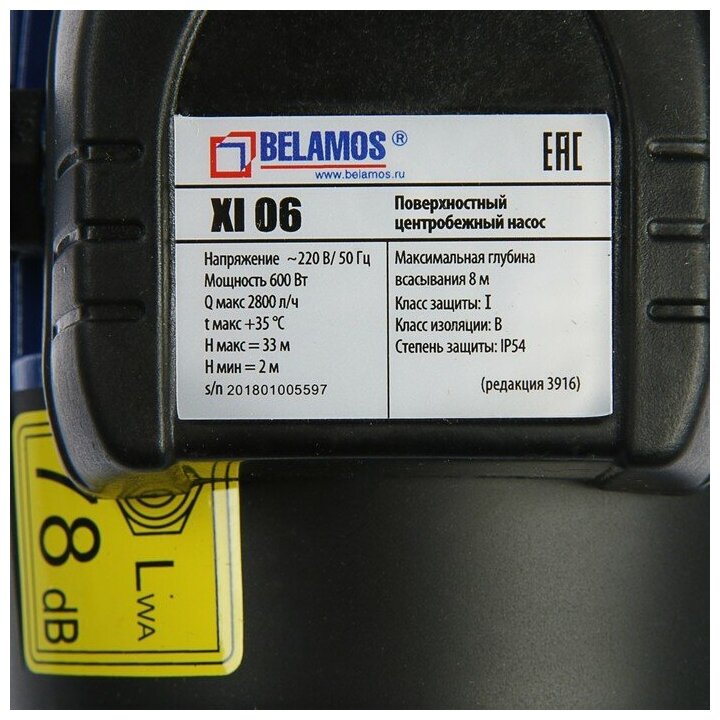 BELAMOS ®
www.belamos.ru
EAC
XI 06
Поверхностный
центробежный насос
Напряжение ~220 В/ 50 Гц
Мощность 600 Вт
Q макс 2800 л/ч
t макс +35 °C
Н макс = 33 м
Н мин = 2 м
s/n 201801005597
Максимальная глубина
всасывания 8 м
Класс защиты: I
Класс изоляции: В
Степень защиты: IP54
(редакция 3916)
78 dB
LWA